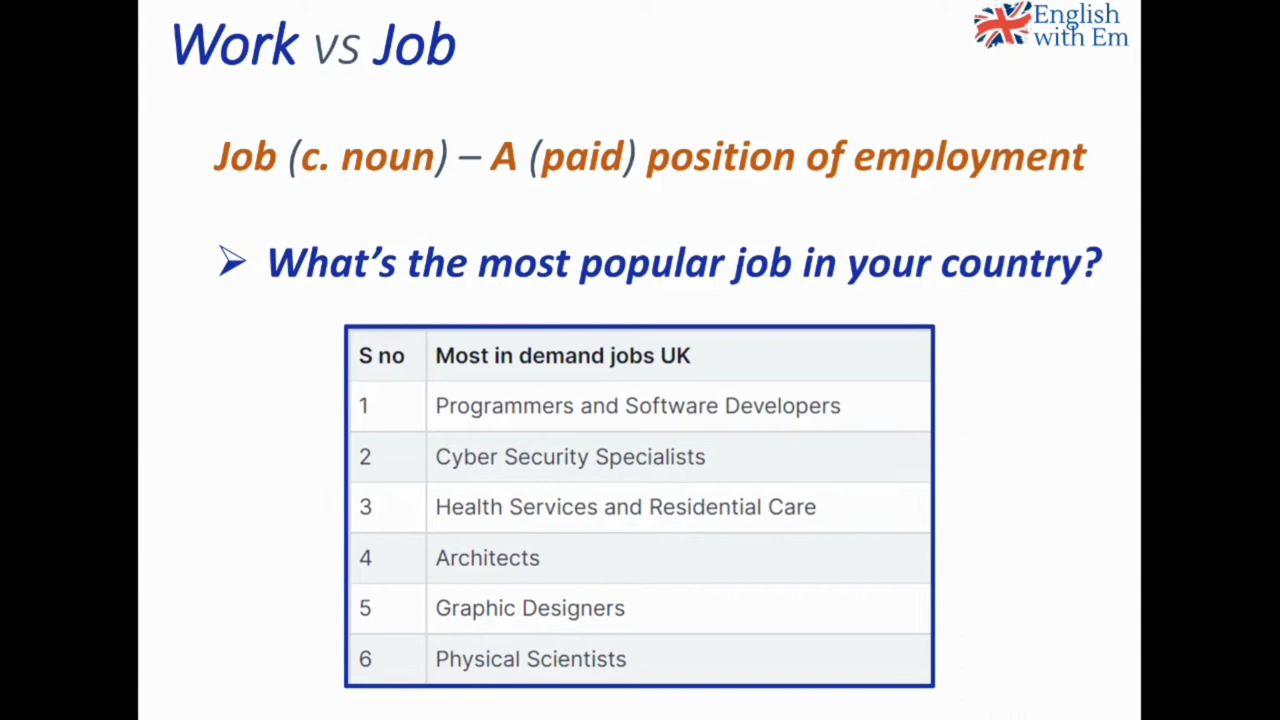 Work vs Job
English
with Em
Job (c. noun) – A (paid) position of employment
➢ What's the most popular job in your country?
S no Most in demand jobs UK
1 Programmers and Software Developers
2 Cyber Security Specialists
3 Health Services and Residential Care
4 Architects
5 Graphic Designers
6 Physical Scientists